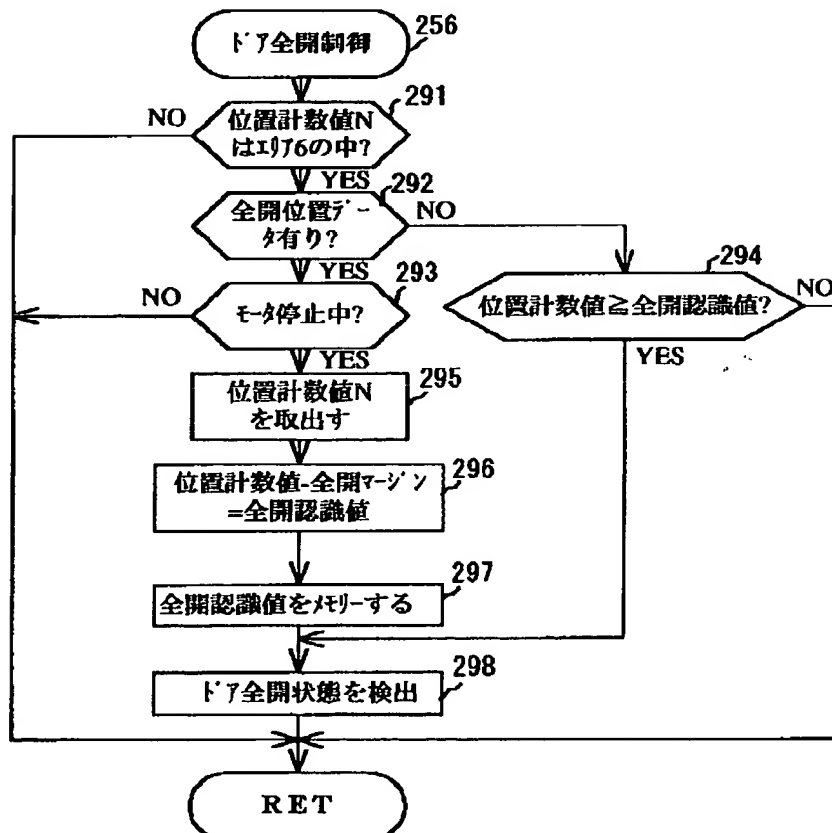 ドア全開制御
256
291
位置計数値N
はエリア6の中?
NO
YES
292
全開位置デー
タ有り?
NO
YES
293
モータ停止中?
NO
294
位置計数値≧全開認識値?
NO
YES
YES
295
位置計数値N
を取出す
296
位置計数値-全開マージン
=全開認識値
297
全開認識値をメモリーする
298
ドア全開状態を検出
RET